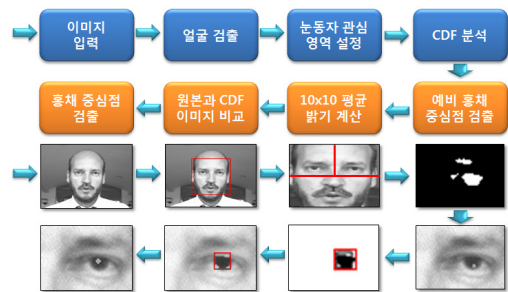 이미지
입력
얼굴 검출
눈동자 관심
영역 설정
CDF 분석
홍채 중심점
검출
원본과 CDF
이미지 비교
10x10 평균
밝기 계산
예비 홍채
중심점 검출